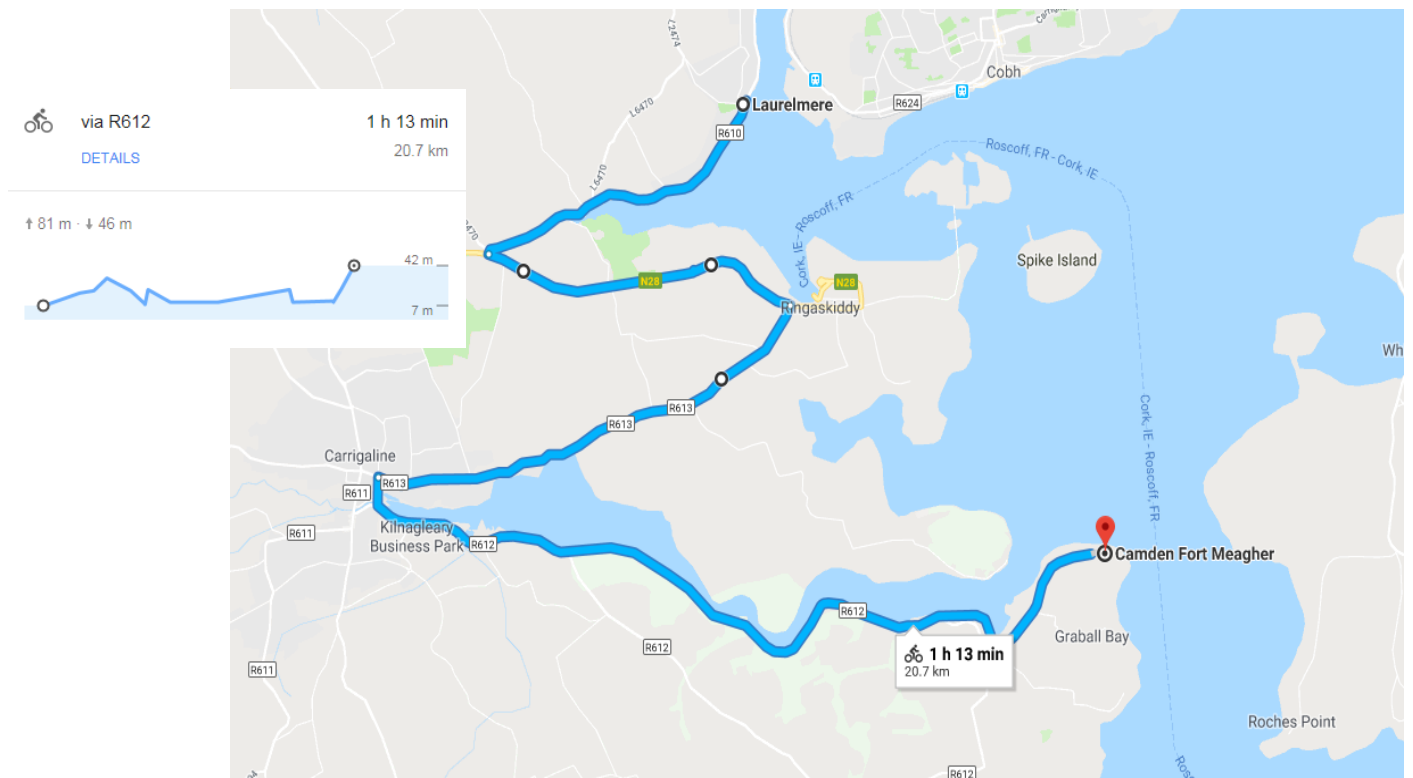 via R612
1 h 13 min
DETAILS
20.7 km
↑ 81 m · ↓ 46 m
42 m
7 m
L2474
Cobh
R624
Laurelmere
R610
L6470
L6470
Roscoff, FR - Cork, IE
Cork, IE - Roscoff, FR
Spike Island
N28
N28
Ringaskiddy
Wh
R613
R613
Carrigaline
R613
R611
Kilnagleary
Business Park
R612
R611
Cork, IE - Roscoff, FR
Camden Fort Meagher
R612
Graball Bay
1 h 13 min
20.7 km
R612
R611
Roches Point
R612